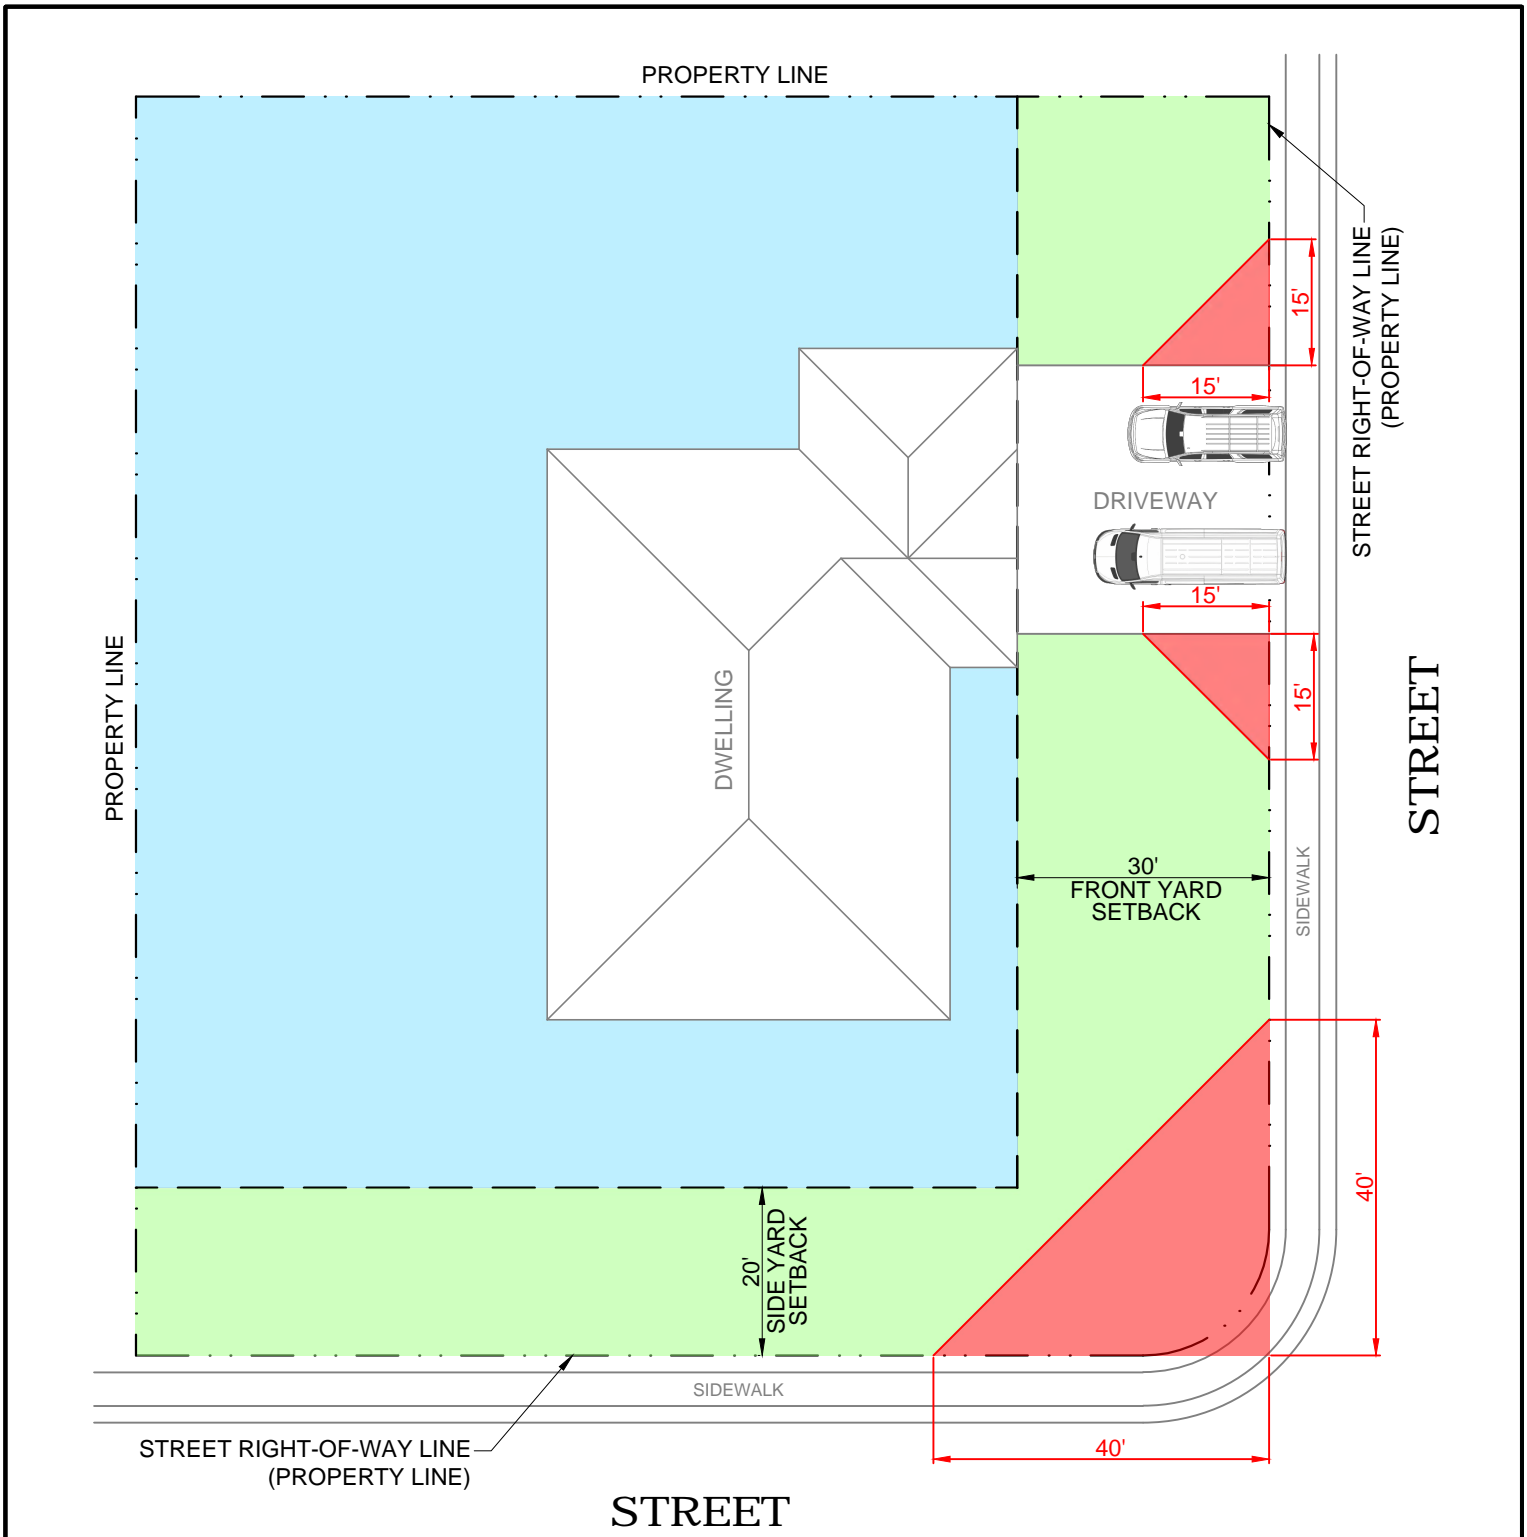 PROPERTY LINE
STREET RIGHT-OF-WAY LINE
(PROPERTY LINE)
15'
15'
DRIVEWAY
15'
15'
PROPERTY LINE
DWELLING
STREET
30'
FRONT YARD
SETBACK
SIDEWALK
40'
20'
SIDE YARD
SETBACK
SIDEWALK
STREET RIGHT-OF-WAY LINE
(PROPERTY LINE)
40'
STREET